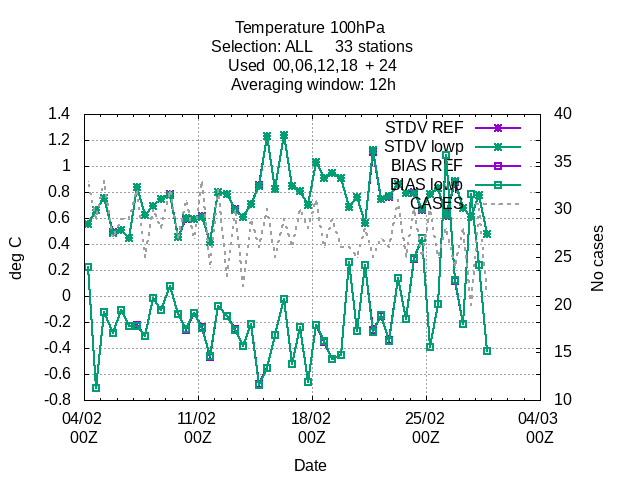 Temperature 100hPa
Selection: ALL 33 stations
Used 00,06,12,18 + 24
Averaging window: 12h
STDV REF
STDV lowp
BIAS REF
BIAS lowp
CASES
deg C
1.4
1.2
1
0.8
0.6
0.4
0.2
0
-0.2
-0.4
-0.6
-0.8
40
35
30
25
20
15
10
No cases
04/02 11/02 18/02 25/02 04/03
00Z 00Z 00Z 00Z 00Z
Date